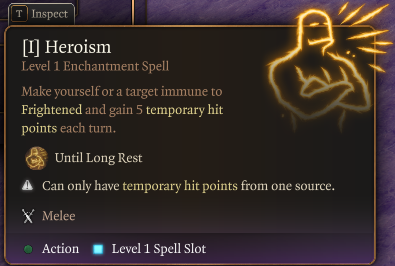 T Inspect
[I] Heroism
Level 1 Enchantment Spell
Make yourself or a target immune to
Frightened and gain 5 temporary hit
points each turn.
Until Long Rest
Can only have temporary hit points from one source.
Melee
Action Level 1 Spell Slot